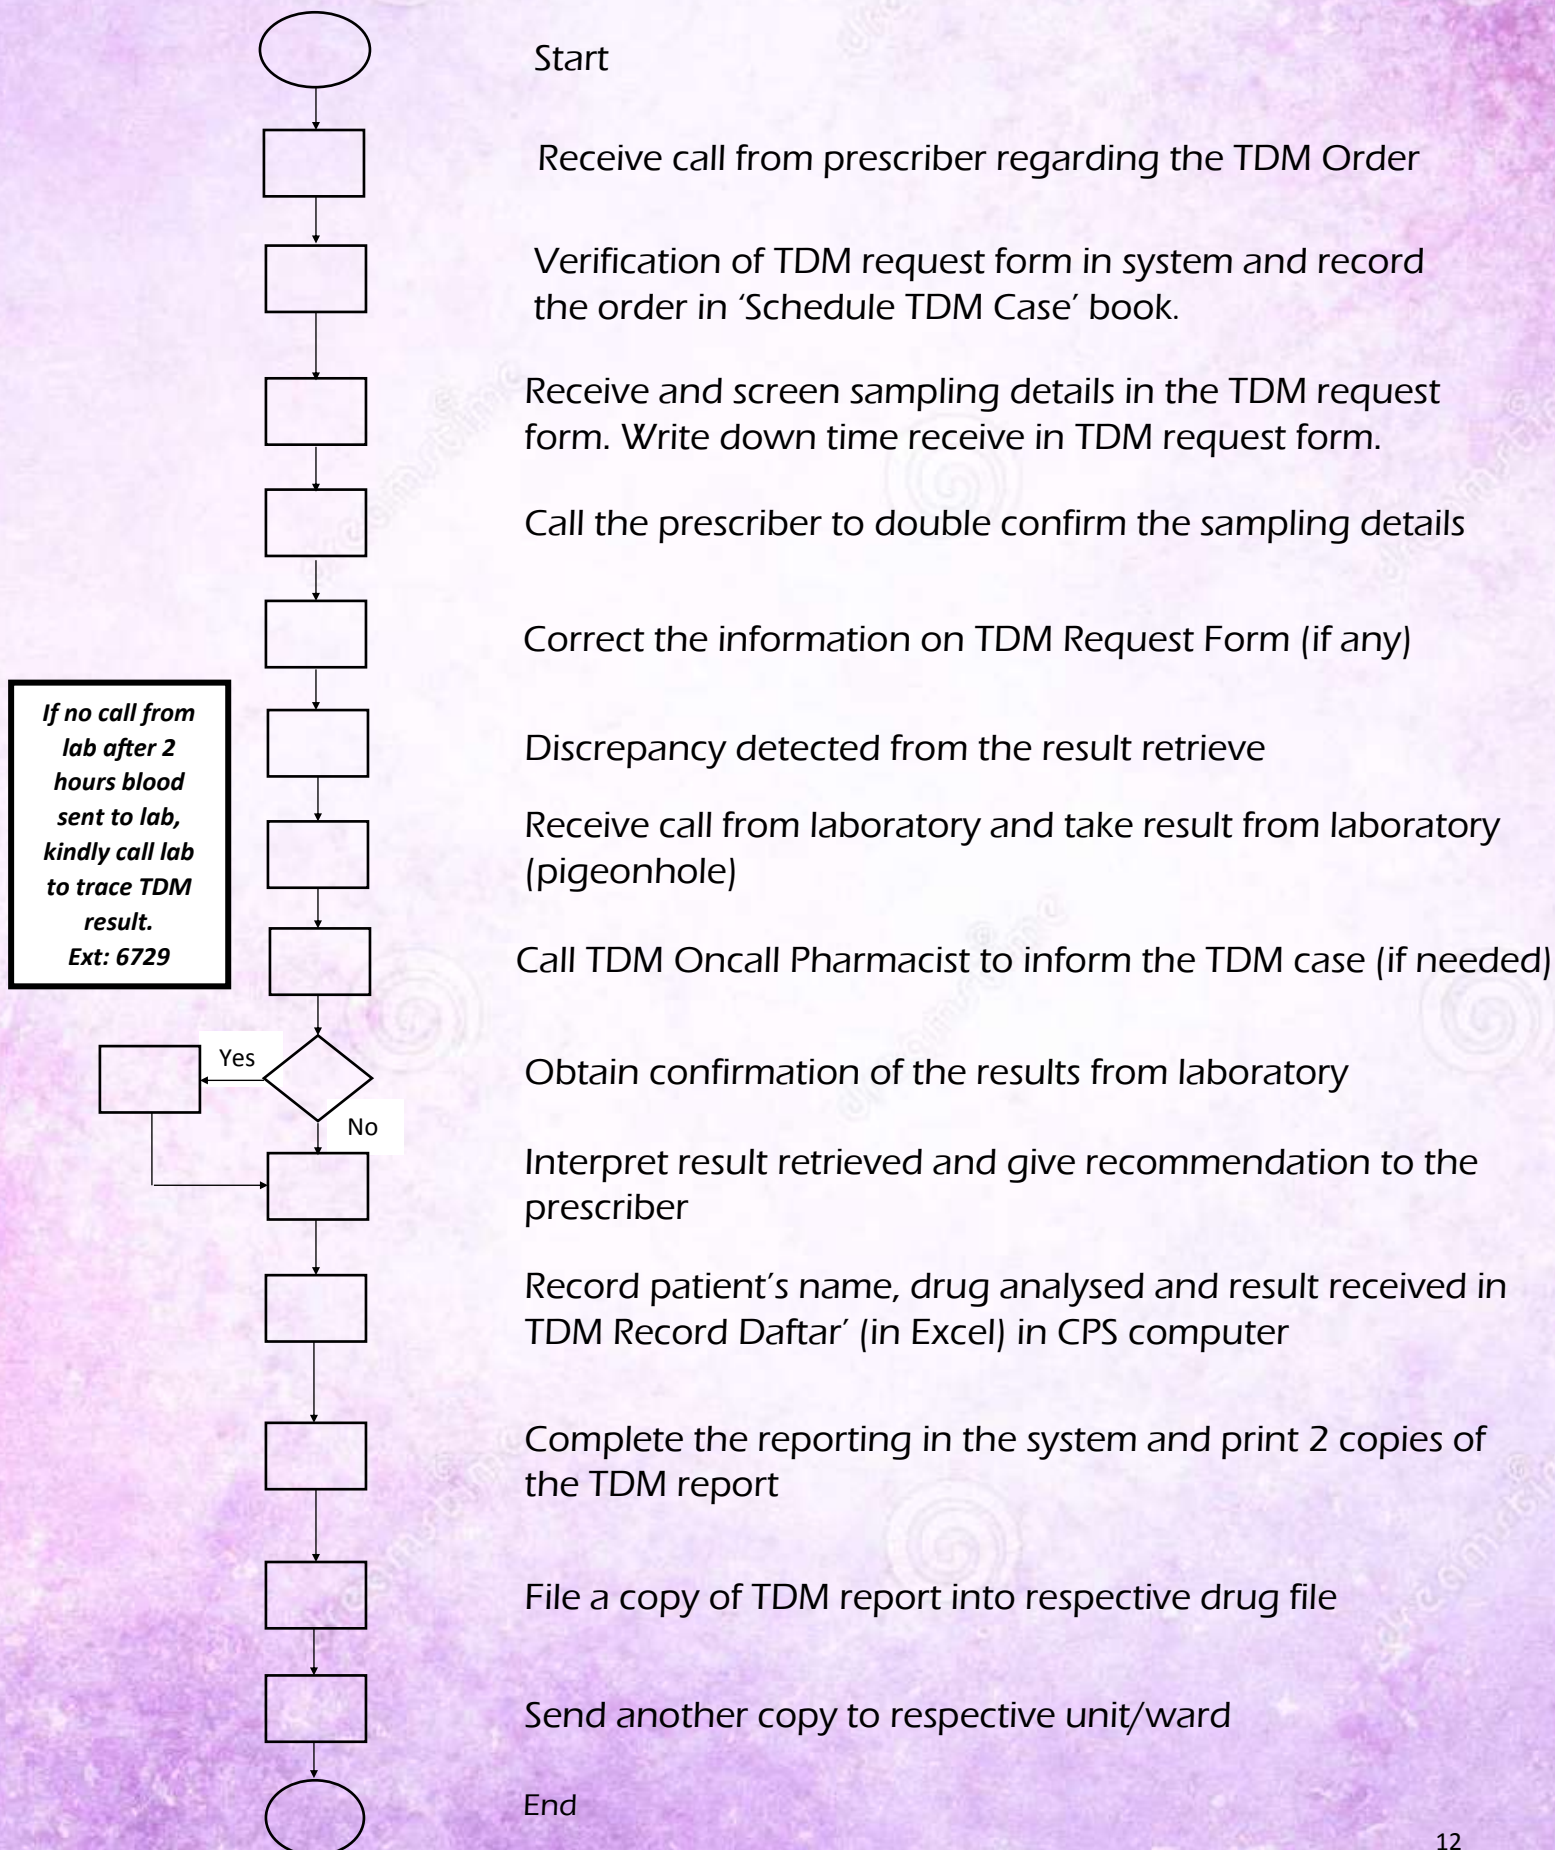 Start
Receive call from prescriber regarding the TDM Order
Verification of TDM request form in system and record
the order in ‘Schedule TDM Case’ book.
Receive and screen sampling details in the TDM request
form. Write down time receive in TDM request form.
Call the prescriber to double confirm the sampling details
Correct the information on TDM Request Form (if any)
If no call from
lab after 2
hours blood
sent to lab,
kindly call lab
to trace TDM
result.
Ext: 6729
Discrepancy detected from the result retrieve
Receive call from laboratory and take result from laboratory
(pigeonhole)
Call TDM Oncall Pharmacist to inform the TDM case (if needed)
Yes
No
Obtain confirmation of the results from laboratory
Interpret result retrieved and give recommendation to the
prescriber
Record patient’s name, drug analysed and result received in
TDM Record Daftar’ (in Excel) in CPS computer
Complete the reporting in the system and print 2 copies of
the TDM report
File a copy of TDM report into respective drug file
Send another copy to respective unit/ward
End
12
dreamstime
dreamstime